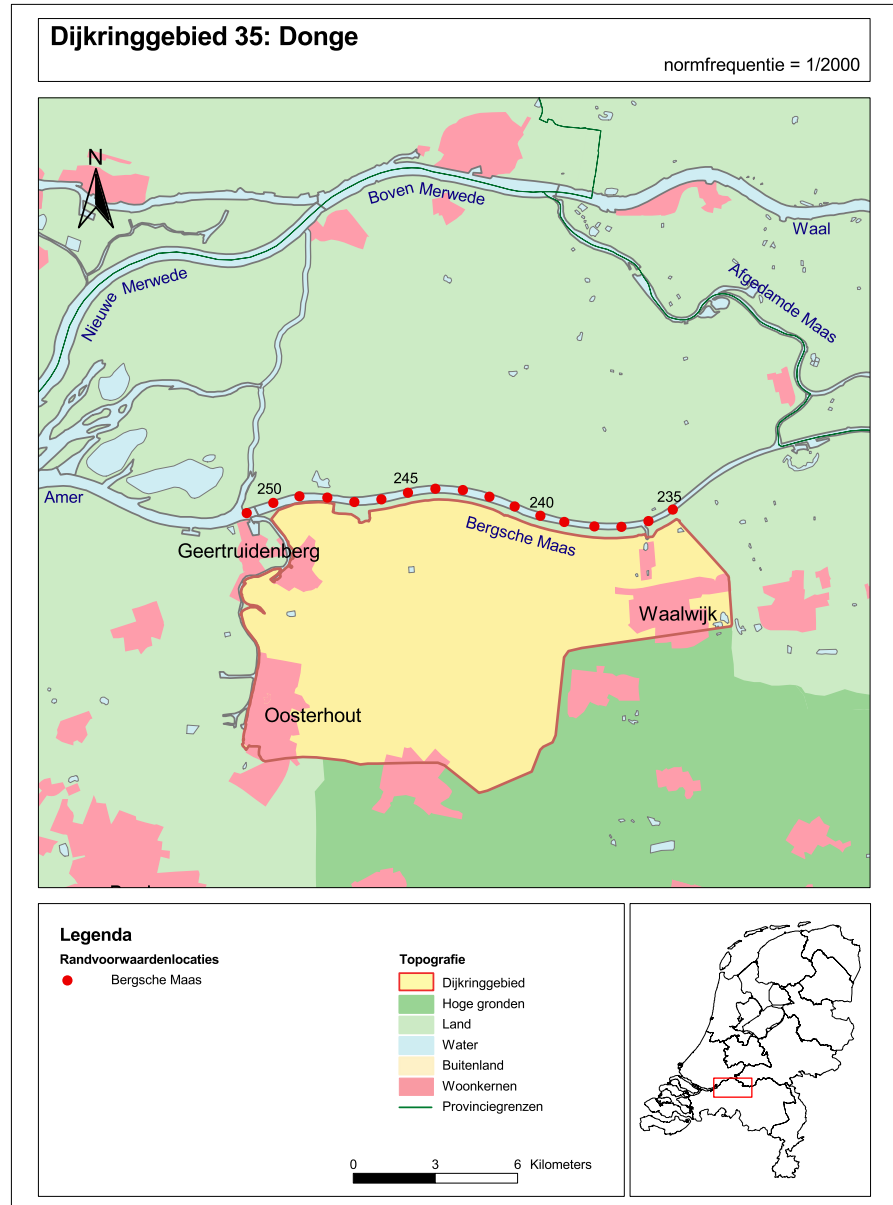 Dijkringgebied 35: Donge
normfrequentie = 1/2000
N
Boven Merwede
Waal
Nieuwe Merwede
Afgedamde Maas
Amer
250
245
240
235
Bergsche Maas
Geertruidenberg
Waalwijk
Oosterhout
Legenda
Randvoorwaardenlocaties
Bergsche Maas
Topografie
Dijkringgebied
Hoge gronden
Land
Water
Buitenland
Woonkernen
Provinciegrenzen
0 3 6 Kilometers